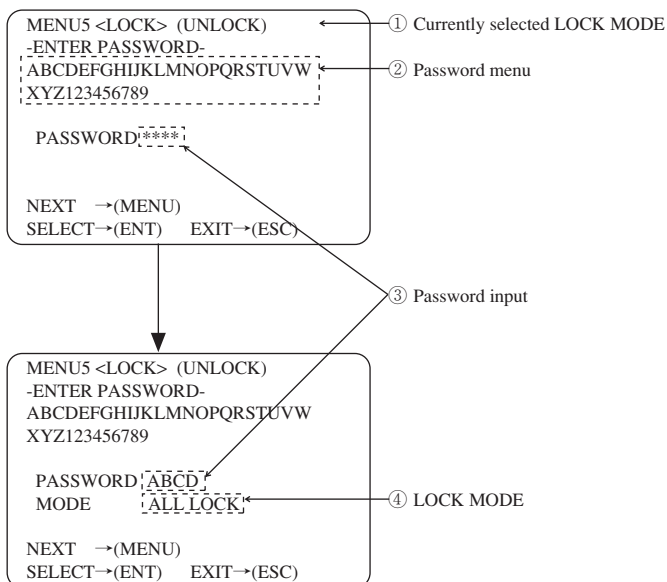 MENU5 <LOCK> (UNLOCK)
① Currently selected LOCK MODE
-ENTER PASSWORD-
ABCDEFGHIJKLMNOPQRSTUVW
② Password menu
XYZ123456789
PASSWORD ****
NEXT →(MENU)
SELECT→(ENT) EXIT→(ESC)
③ Password input
MENU5 <LOCK> (UNLOCK)
-ENTER PASSWORD-
ABCDEFGHIJKLMNOPQRSTUVW
XYZ123456789
PASSWORD ABCD
MODE ALL LOCK
④ LOCK MODE
NEXT →(MENU)
SELECT→(ENT) EXIT→(ESC)